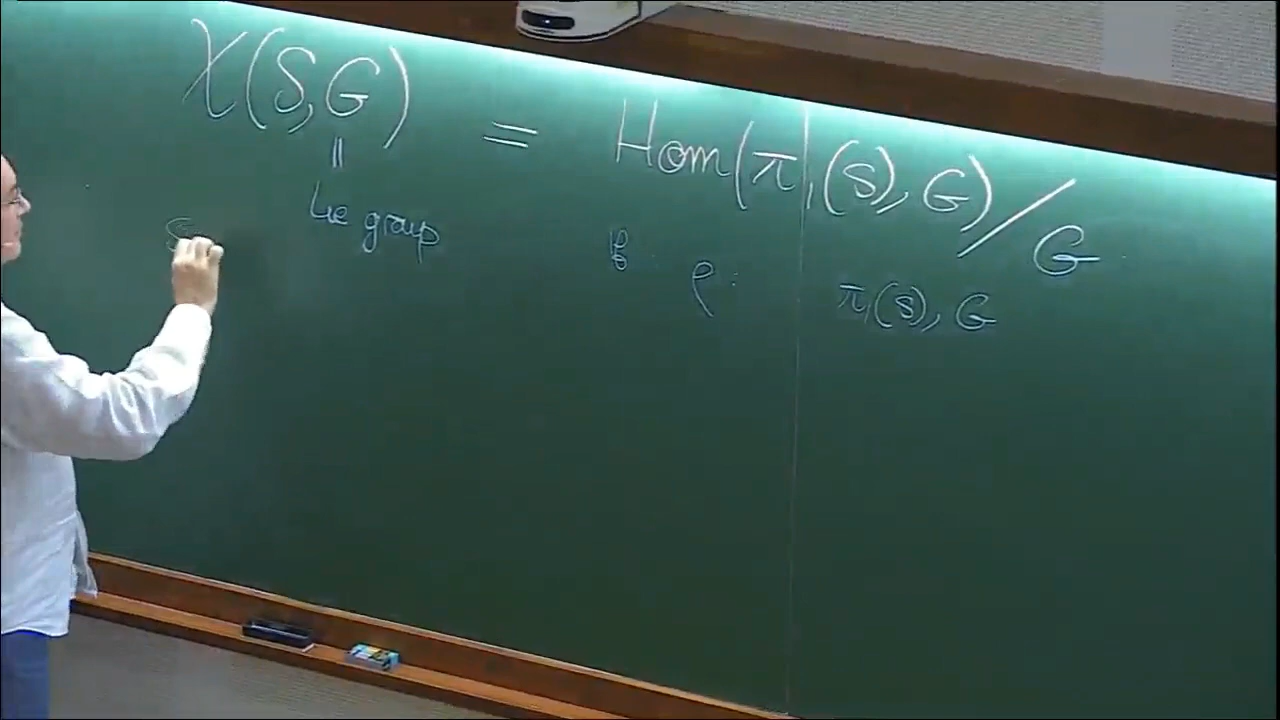 χ(S, G) = Hom(π₁(S), G)/G
||
Lie group
ρ : π₁(S), G
S